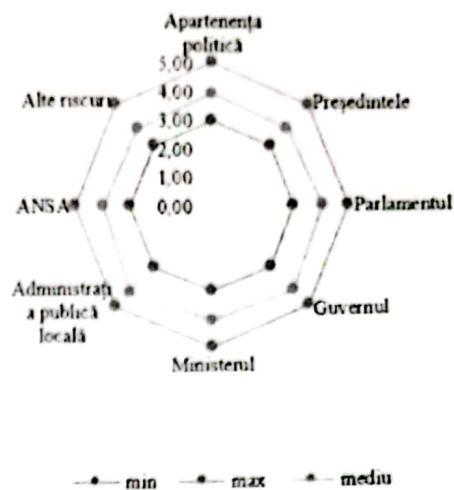 Apartenența
politică
5,00
4,00
3,00
2,00
1,00
0,00
Alte riscuri
Președintele
ANSA
Parlamentul
Administrați
a publică
locală
Guvernul
Ministerul
min max mediu